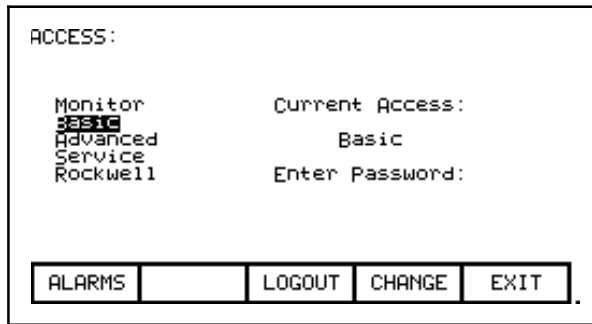 ACCESS:
Monitor Current Access:
Basic
Advanced Basic
Service
Rockwell Enter Password:
ALARMS LOGOUT CHANGE EXIT